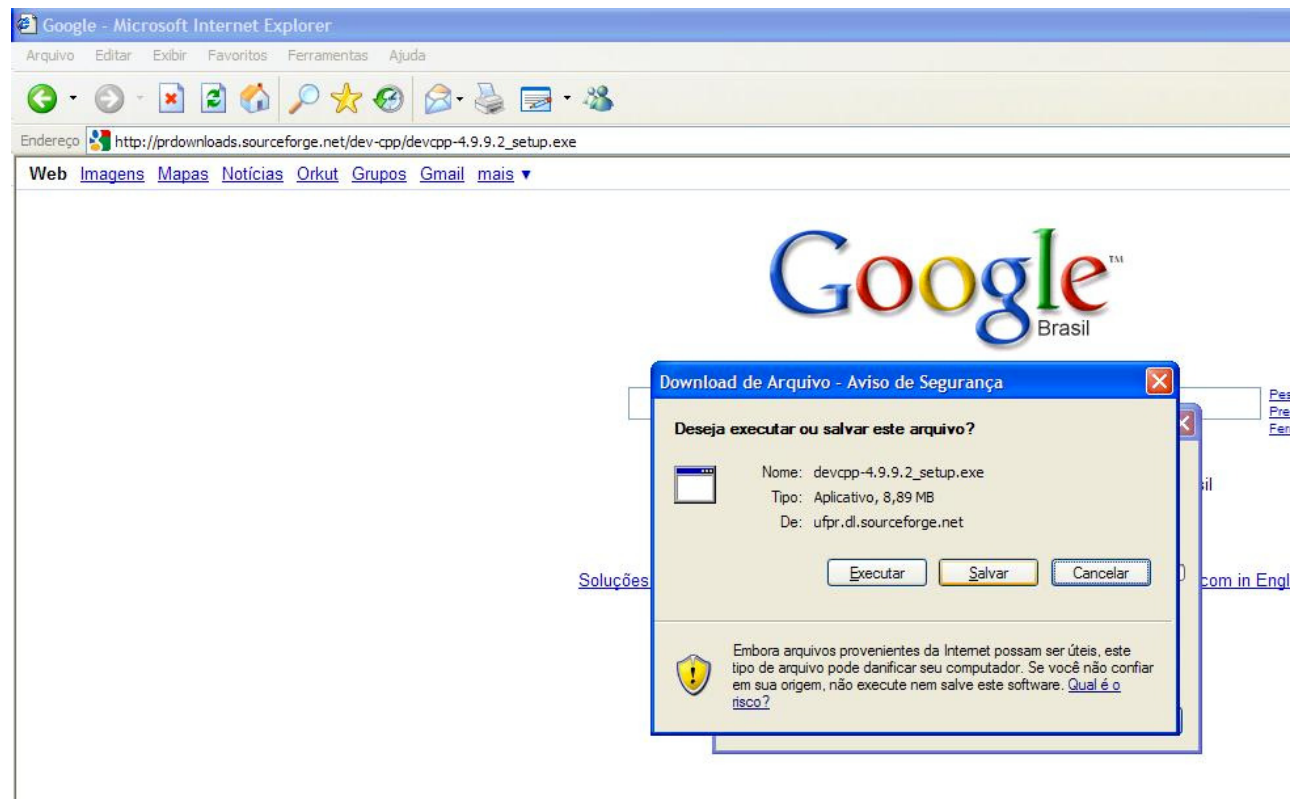 Google - Microsoft Internet Explorer
Arquivo Editar Exibir Favoritos Ferramentas Ajuda
Endereço http://prdownloads.sourceforge.net/dev-cpp/devcpp-4.9.9.2_setup.exe
Web Imagens Mapas Notícias Orkut Grupos Gmail mais ▼
Google™
Brasil
Download de Arquivo - Aviso de Segurança
Pes
Pre
Fer
Deseja executar ou salvar este arquivo?
Nome: devcpp-4.9.9.2_setup.exe
sil
Tipo: Aplicativo, 8,89 MB
De: ufpr.dl.sourceforge.net
Executar Salvar Cancelar
Soluções
com in Engl
Embora arquivos provenientes da Internet possam ser úteis, este
tipo de arquivo pode danificar seu computador. Se você não confiar
em sua origem, não execute nem salve este software. Qual é o
risco?